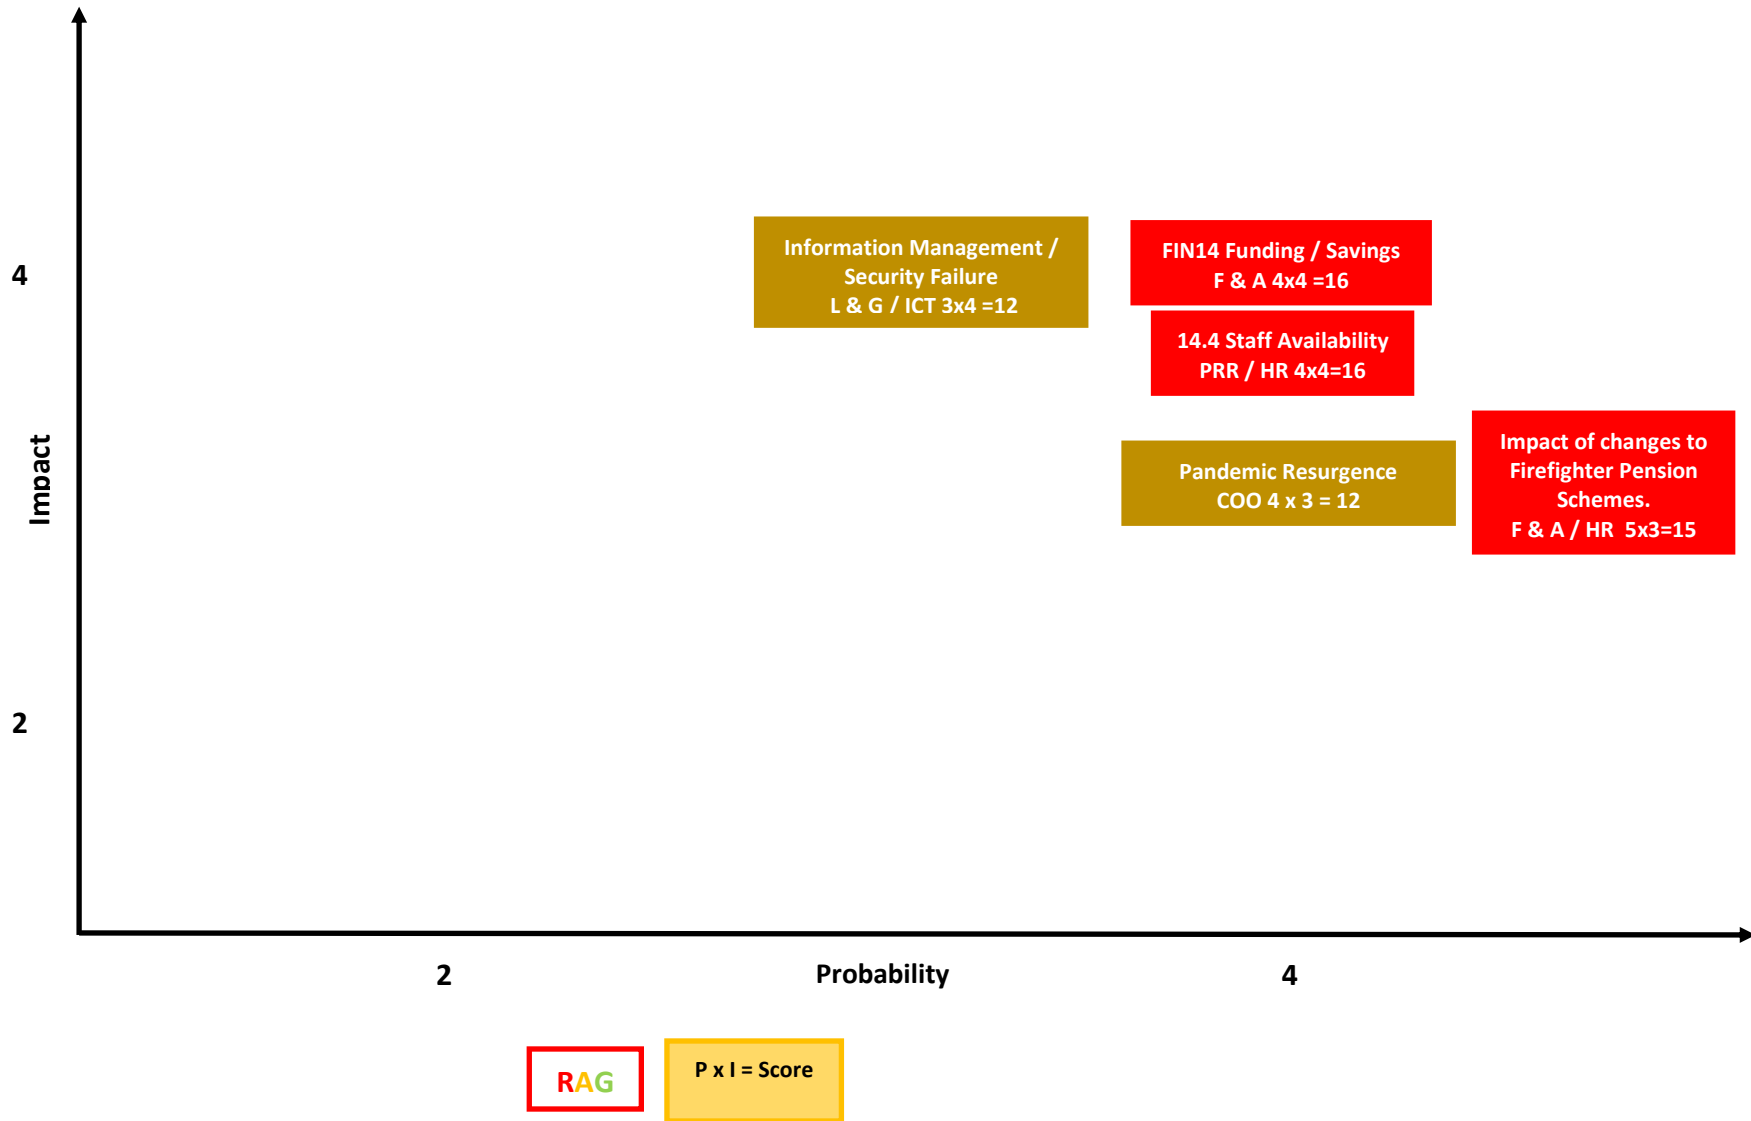 Information Management /
Security Failure
L & G / ICT 3x4 =12
FIN14 Funding / Savings
F & A 4x4 =16
4
14.4 Staff Availability
PRR / HR 4x4=16
Impact
Pandemic Resurgence
COO 4 x 3 = 12
Impact of changes to
Firefighter Pension
Schemes.
F & A / HR  5x3=15
2
2
Probability
4
RAG
P x I = Score